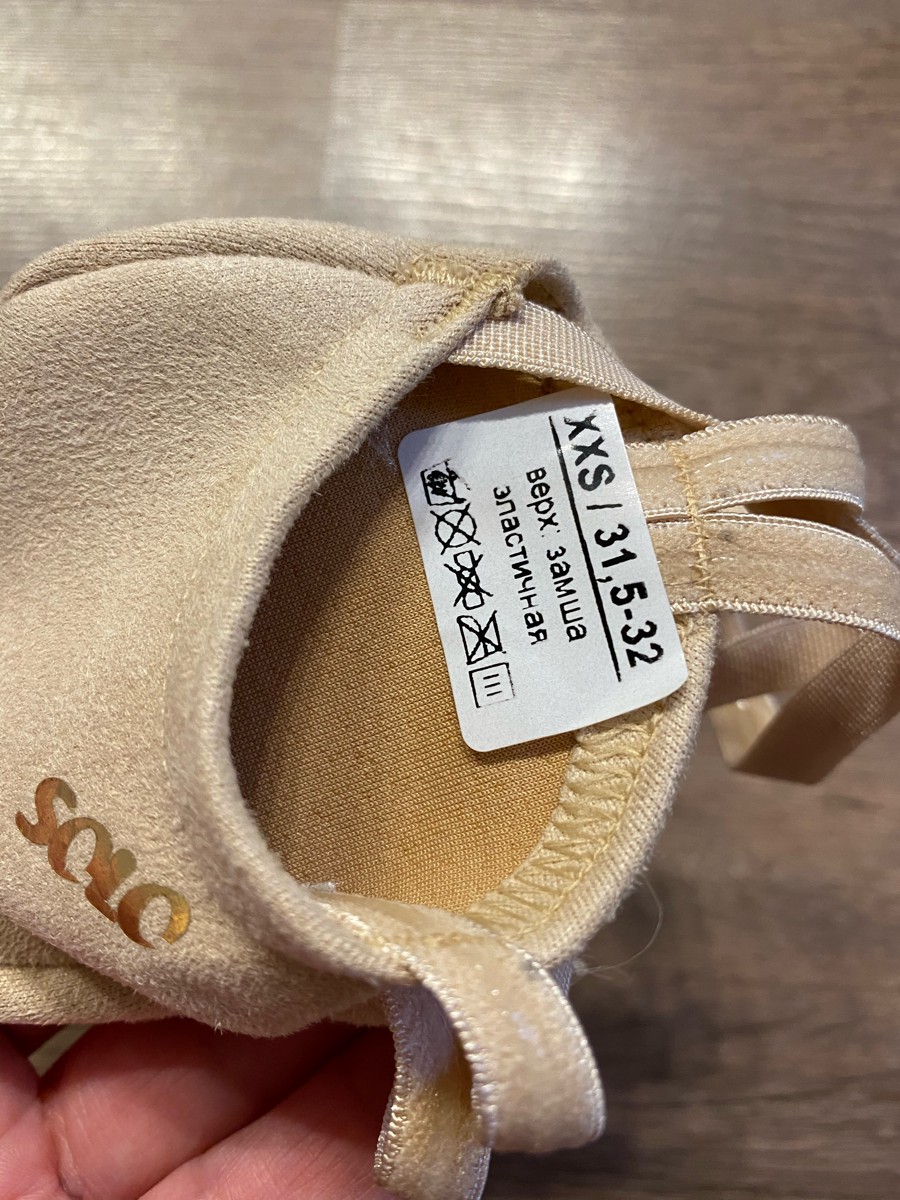 XXS / 31,5-32
верх: замша
эластичная
solo